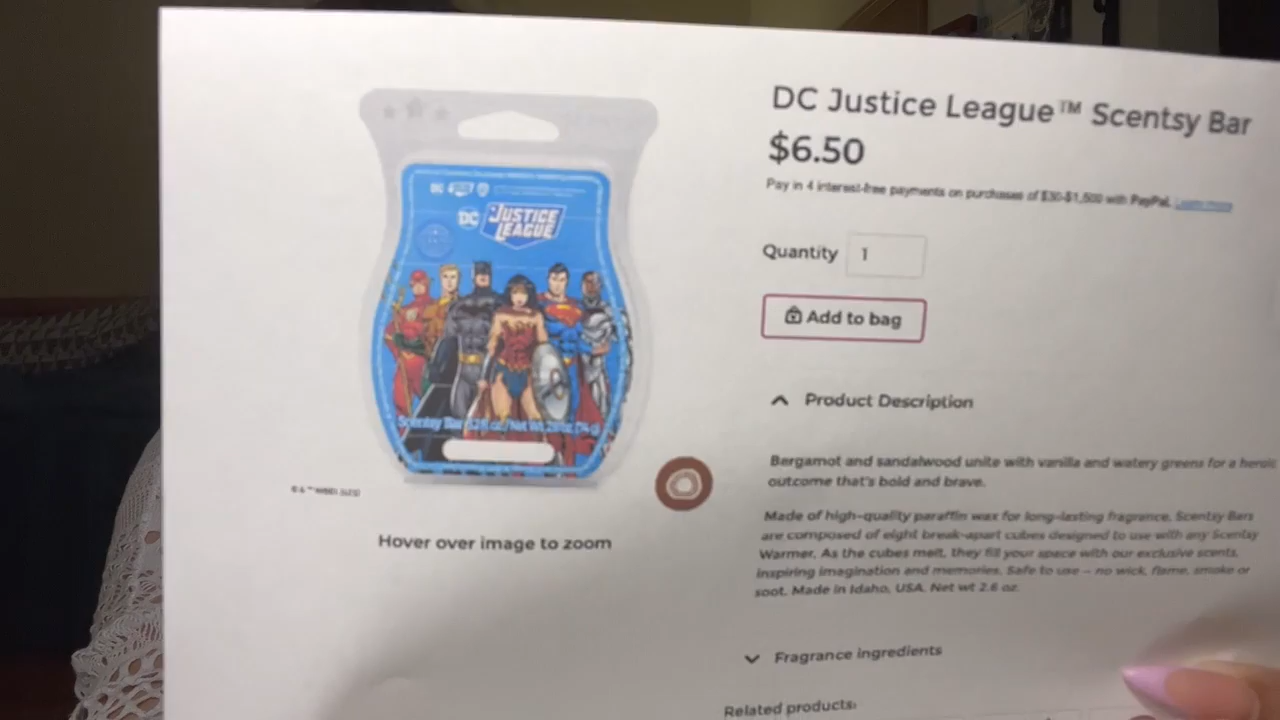 DC Justice League™ Scentsy Bar
$6.50
Pay in 4 interest-free payments on purchases of $30-$1,500 with PayPal. Learn more
Quantity 1
Add to bag
DC
DC JUSTICE
LEAGUE
Scentsy Bar
Hover over image to zoom
Product Description
Bergamot and sandalwood unite with vanilla and watery greens for a heroic
outcome that's bold and brave.
Made of high-quality paraffin wax for long-lasting fragrance, Scentsy Bars
are composed of eight break-apart cubes designed to use with any Scentsy
Warmer. As the cubes melt, they fill your space with our exclusive scents,
inspiring imagination and memories. Safe to use – no wick, flame, smoke or
soot. Made in Idaho, USA. Net wt 2.6 oz.
Fragrance ingredients
Related products: